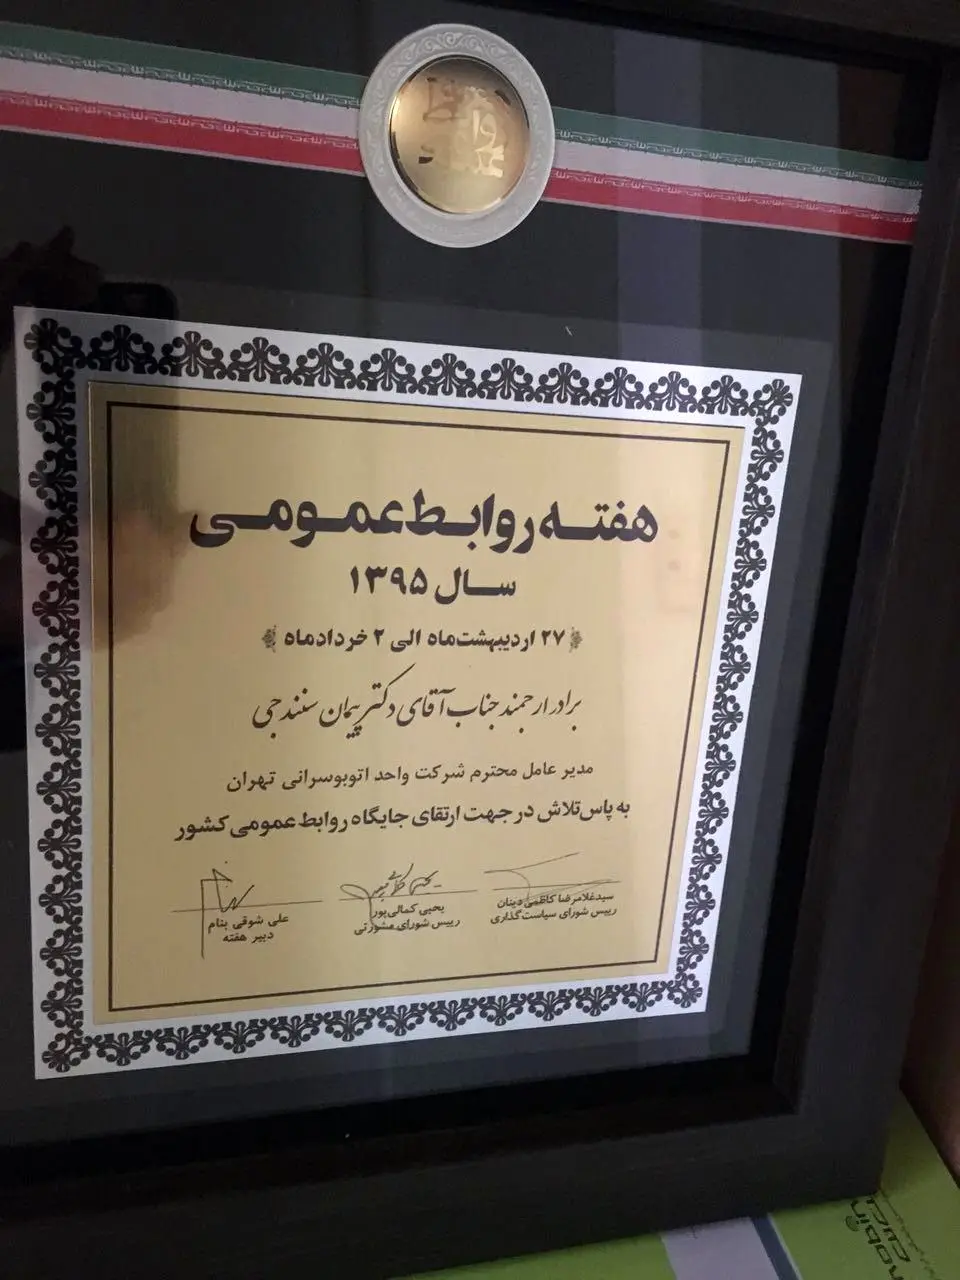 هفته روابط عمومی
سال ۱۳۹۵
۲۷ اردیبهشت‌ماه الی ۲ خردادماه
برادر ارجمند جناب آقای دکتر پیمان سنندجی
مدیر عامل محترم شرکت واحد اتوبوسرانی تهران
به پاس تلاش در جهت ارتقای جایگاه روابط عمومی کشور
سیدغلامرضا کاظمی دینان
رییس شورای سیاست‌گذاری
یحیی کمالی‌پور
رییس شورای مشورتی
علی شوقی بنام
دبیر هفته